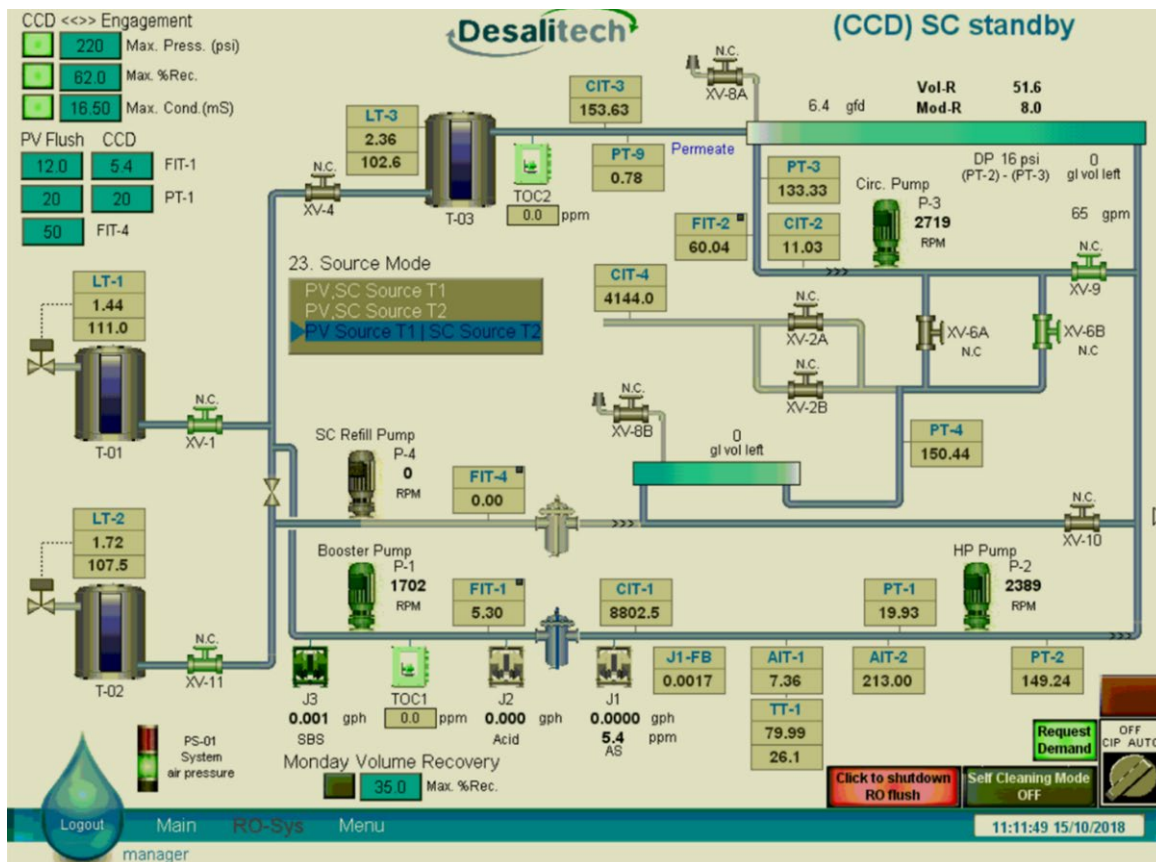 CCD <<>> Engagement
220 Max. Press. (psi)
62.0 Max. %Rec.
16.50 Max. Cond.(mS)
PV Flush CCD
12.0 5.4 FIT-1
20 20 PT-1
50 FIT-4
Desalitech
(CCD) SC standby
N.C.
XV-8A
6.4 gfd
Vol-R 51.6
Mod-R 8.0
CIT-3
153.63
LT-3
2.36
102.6
T-03
TOC2
0.0 ppm
PT-9
0.78
Permeate
PT-3
133.33
DP 16 psi
(PT-2) - (PT-3)
0
gl vol left
Circ. Pump
P-3
2719
RPM
65 gpm
N.C.
XV-4
FIT-2
60.04
CIT-2
11.03
N.C.
XV-9
23. Source Mode
PV,SC Source T1
PV,SC Source T2
PV Source T1 | SC Source T2
CIT-4
4144.0
N.C.
XV-2A
N.C.
XV-2B
XV-6A
N.C
XV-6B
N.C
LT-1
1.44
111.0
T-01
N.C.
XV-1
N.C.
XV-8B
0
gl vol left
PT-4
150.44
SC Refill Pump
P-4
0
RPM
FIT-4
0.00
>>>
N.C.
XV-10
LT-2
1.72
107.5
T-02
N.C.
XV-11
Booster Pump
P-1
1702
RPM
FIT-1
5.30
CIT-1
8802.5
PT-1
19.93
HP Pump
P-2
2389
RPM
>>>
J3
0.001 gph
SBS
TOC1
0.0 ppm
J2
0.000 gph
Acid
J1
0.0000 gph
5.4 ppm
AS
J1-FB
0.0017
AIT-1
7.36
TT-1
79.99
26.1
AIT-2
213.00
PT-2
149.24
PS-01
System
air pressure
Monday Volume Recovery
35.0 Max. %Rec.
Request
Demand
OFF
CIP AUTO
Click to shutdown
RO flush
Self Cleaning Mode
OFF
Logout Main RO-Sys Menu
11:11:49 15/10/2018
manager